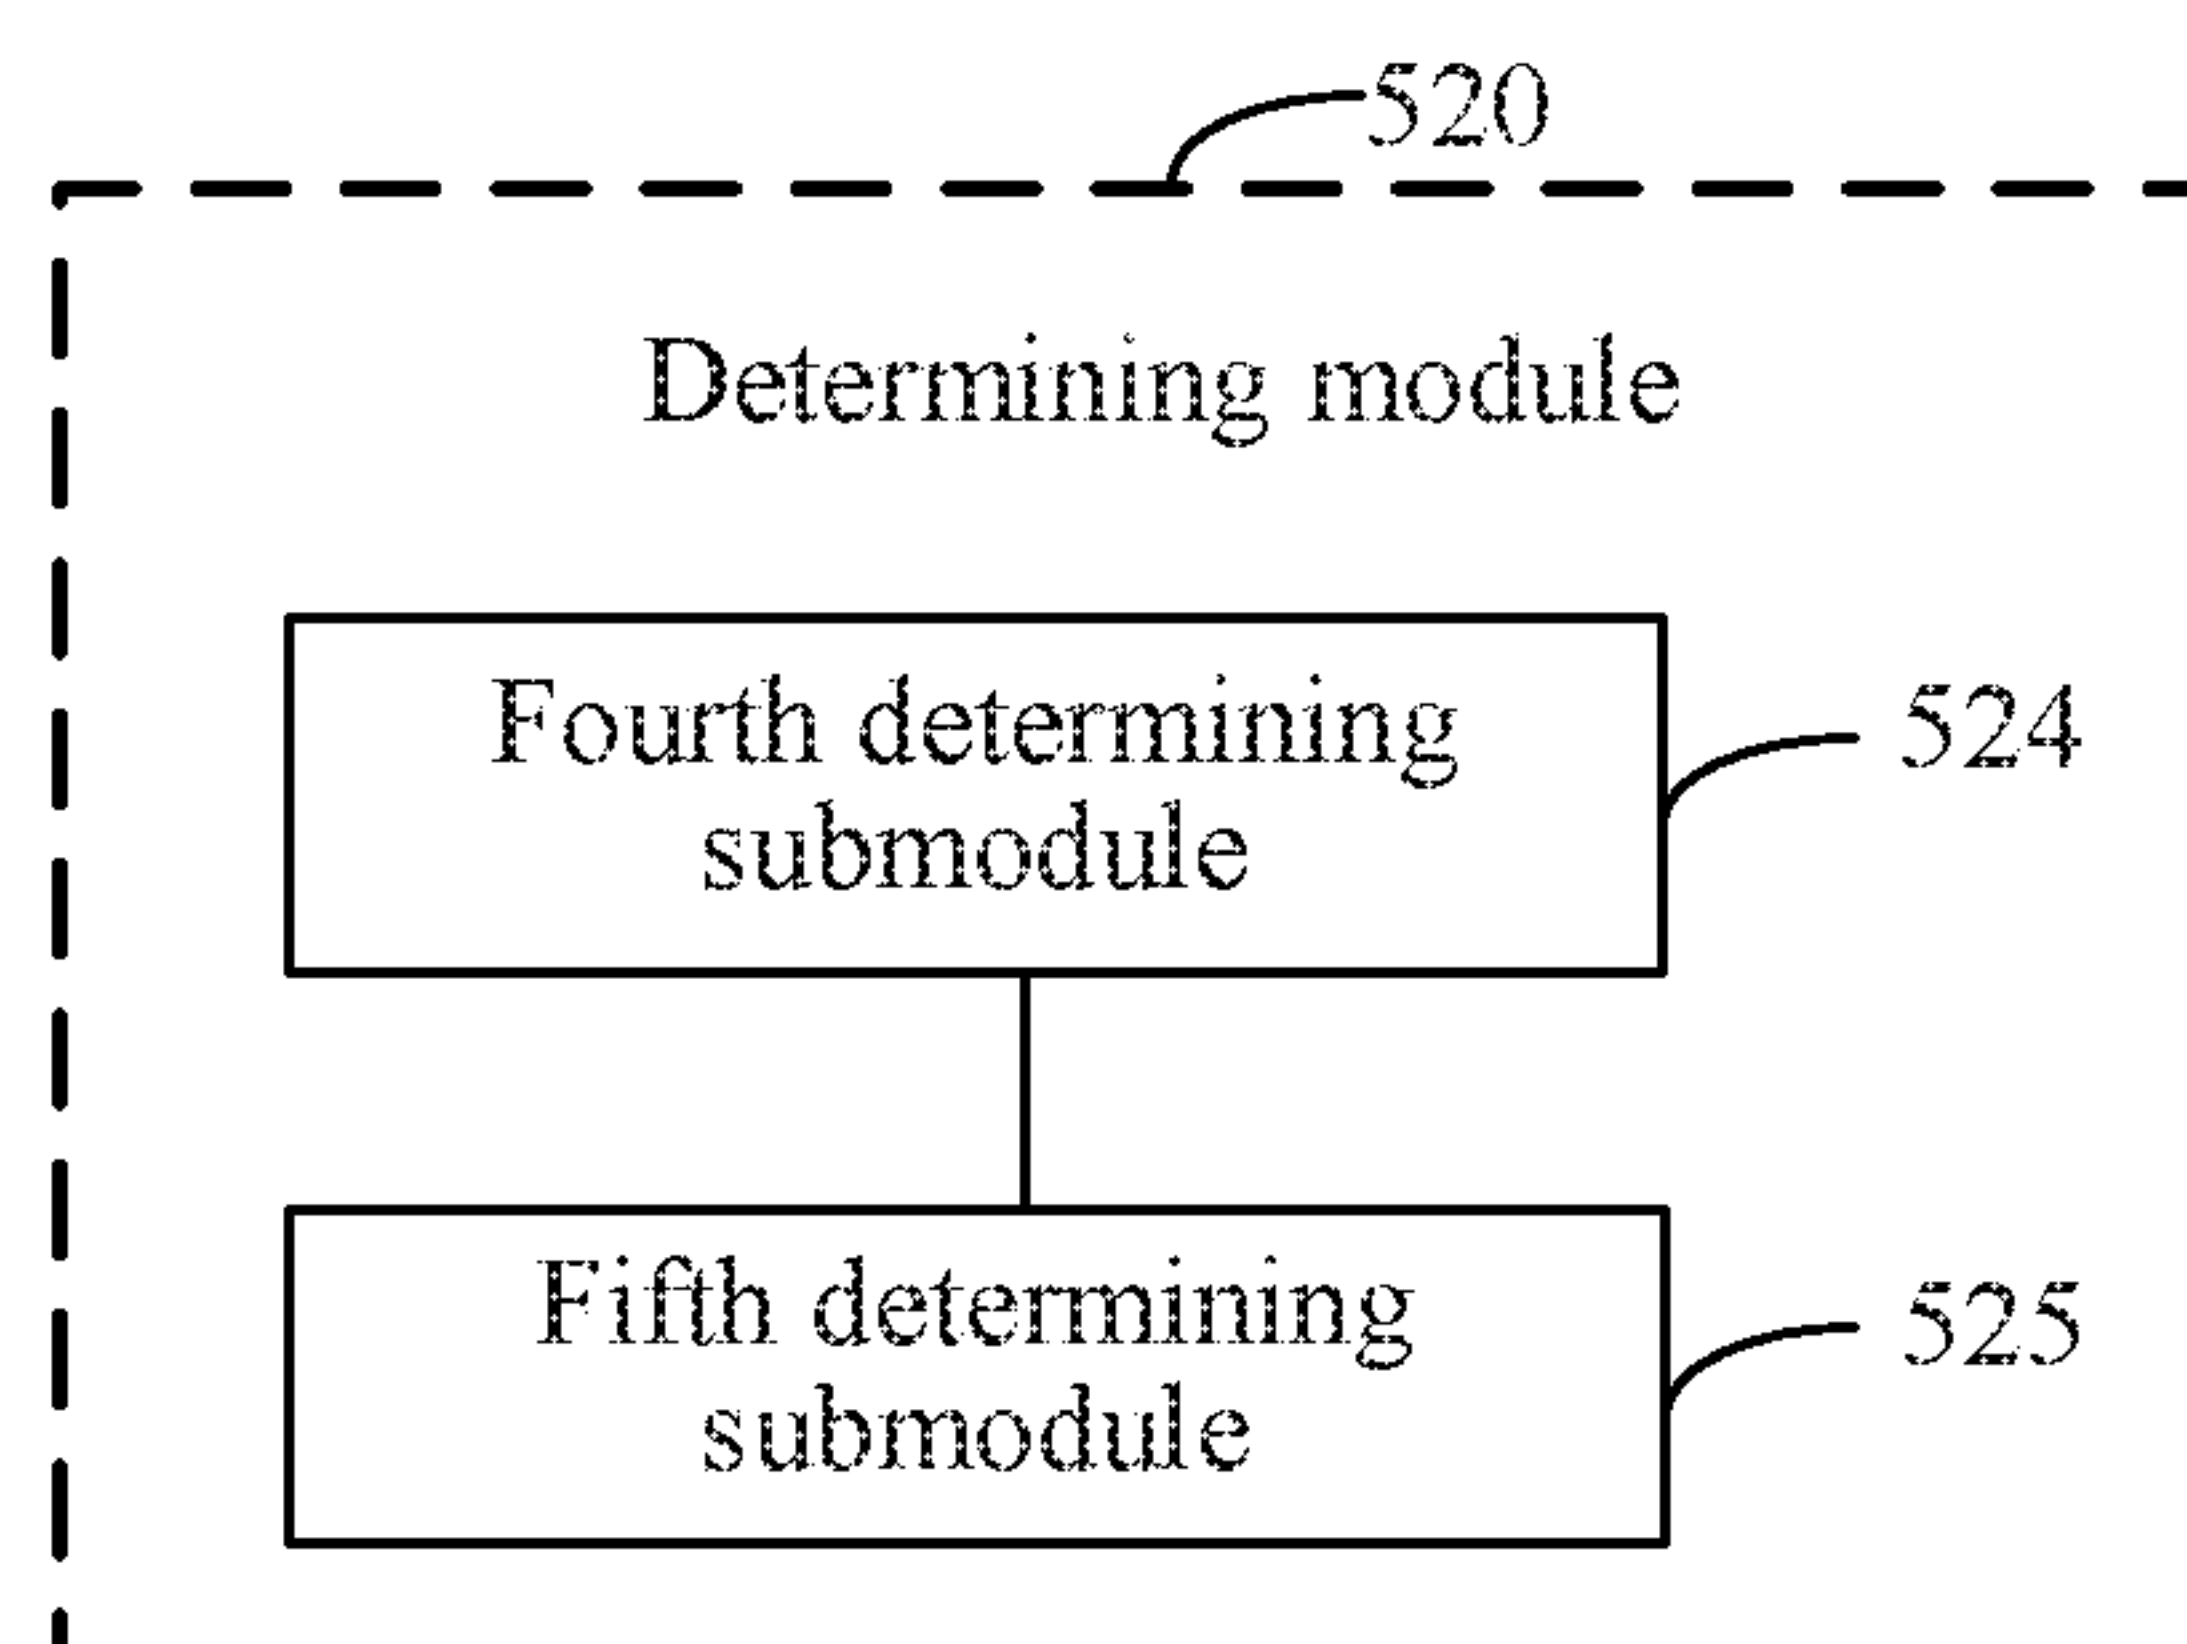 520
Determining module
Fourth determining
submodule
524
Fifth determining
submodule
525